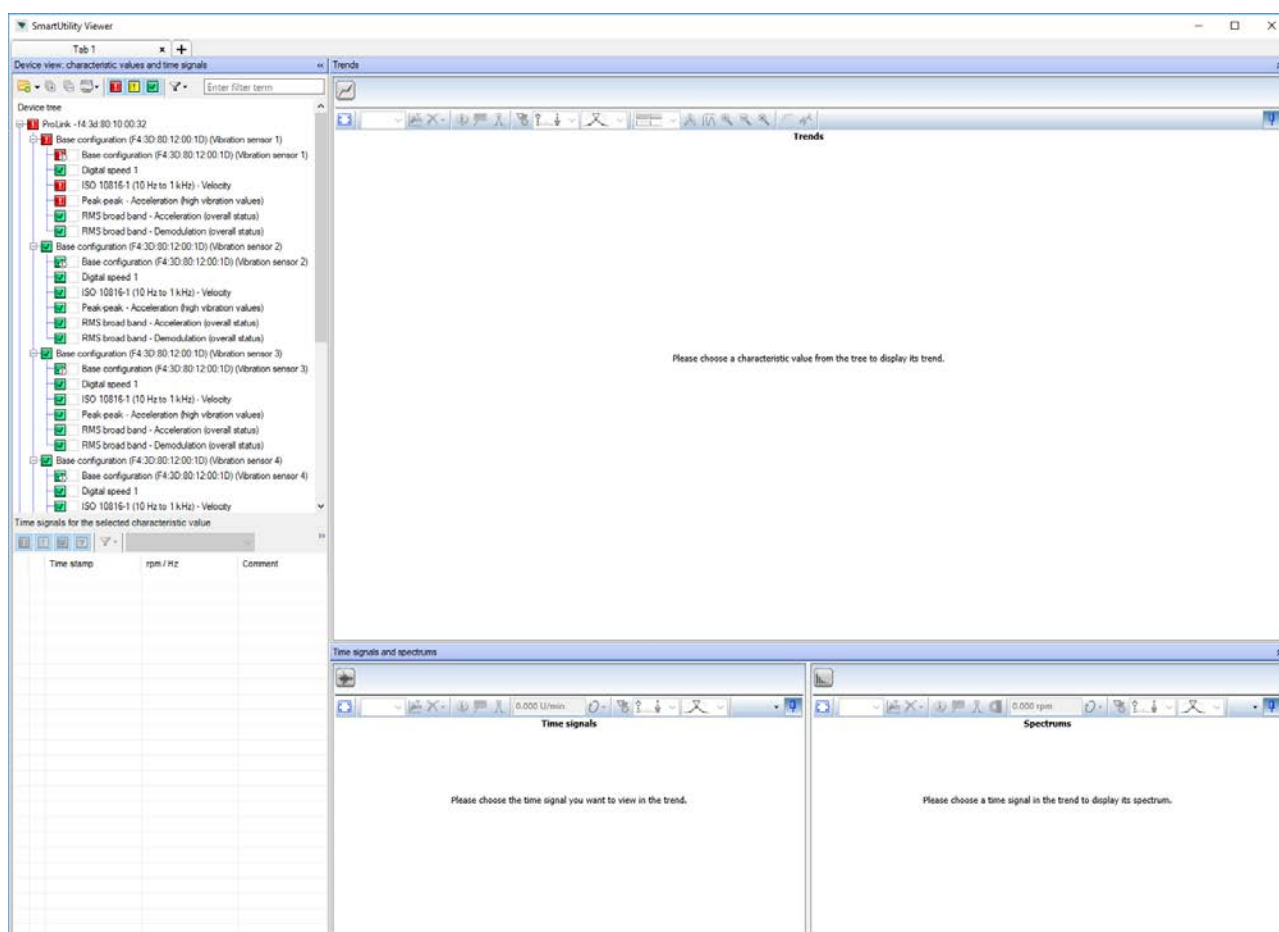 SmartUtility Viewer
Tab 1
Device view: characteristic values and time signals
Enter filter term
Device tree
ProLink - f4:3d:80:10:00:32
Base configuration (F4:3D:80:12:00:1D) (Vibration sensor 1)
Base configuration (F4:3D:80:12:00:1D) (Vibration sensor 1)
Digital speed 1
ISO 10816-1 (10 Hz to 1 kHz) - Velocity
Peak-peak - Acceleration (high vibration values)
RMS broad band - Acceleration (overall status)
RMS broad band - Demodulation (overall status)
Base configuration (F4:3D:80:12:00:1D) (Vibration sensor 2)
Base configuration (F4:3D:80:12:00:1D) (Vibration sensor 2)
Digital speed 1
ISO 10816-1 (10 Hz to 1 kHz) - Velocity
Peak-peak - Acceleration (high vibration values)
RMS broad band - Acceleration (overall status)
RMS broad band - Demodulation (overall status)
Base configuration (F4:3D:80:12:00:1D) (Vibration sensor 3)
Base configuration (F4:3D:80:12:00:1D) (Vibration sensor 3)
Digital speed 1
ISO 10816-1 (10 Hz to 1 kHz) - Velocity
Peak-peak - Acceleration (high vibration values)
RMS broad band - Acceleration (overall status)
RMS broad band - Demodulation (overall status)
Base configuration (F4:3D:80:12:00:1D) (Vibration sensor 4)
Base configuration (F4:3D:80:12:00:1D) (Vibration sensor 4)
Digital speed 1
ISO 10816-1 (10 Hz to 1 kHz) - Velocity
Time signals for the selected characteristic value
Time stamp rpm / Hz Comment
Trends
Trends
Please choose a characteristic value from the tree to display its trend.
Time signals and spectrums
0.000 U/min
Time signals
Please choose the time signal you want to view in the trend.
0.000 rpm
Spectrums
Please choose a time signal in the trend to display its spectrum.